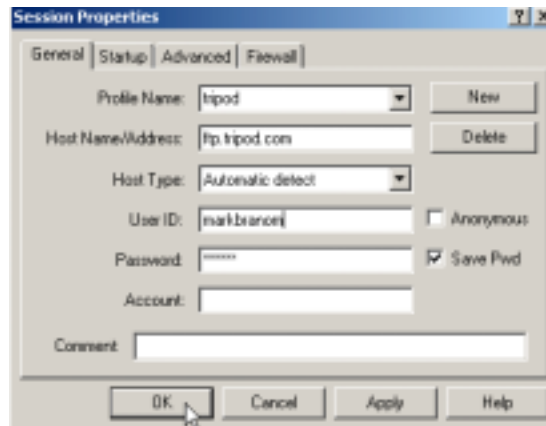 Session Properties
General Startup Advanced Firewall
Profile Name: tripod New
Host Name/Address: ftp.tripod.com Delete
Host Type: Automatic detect
User ID: markbranom Anonymous
Password: ****** Save Pwd
Account:
Comment
OK Cancel Apply Help